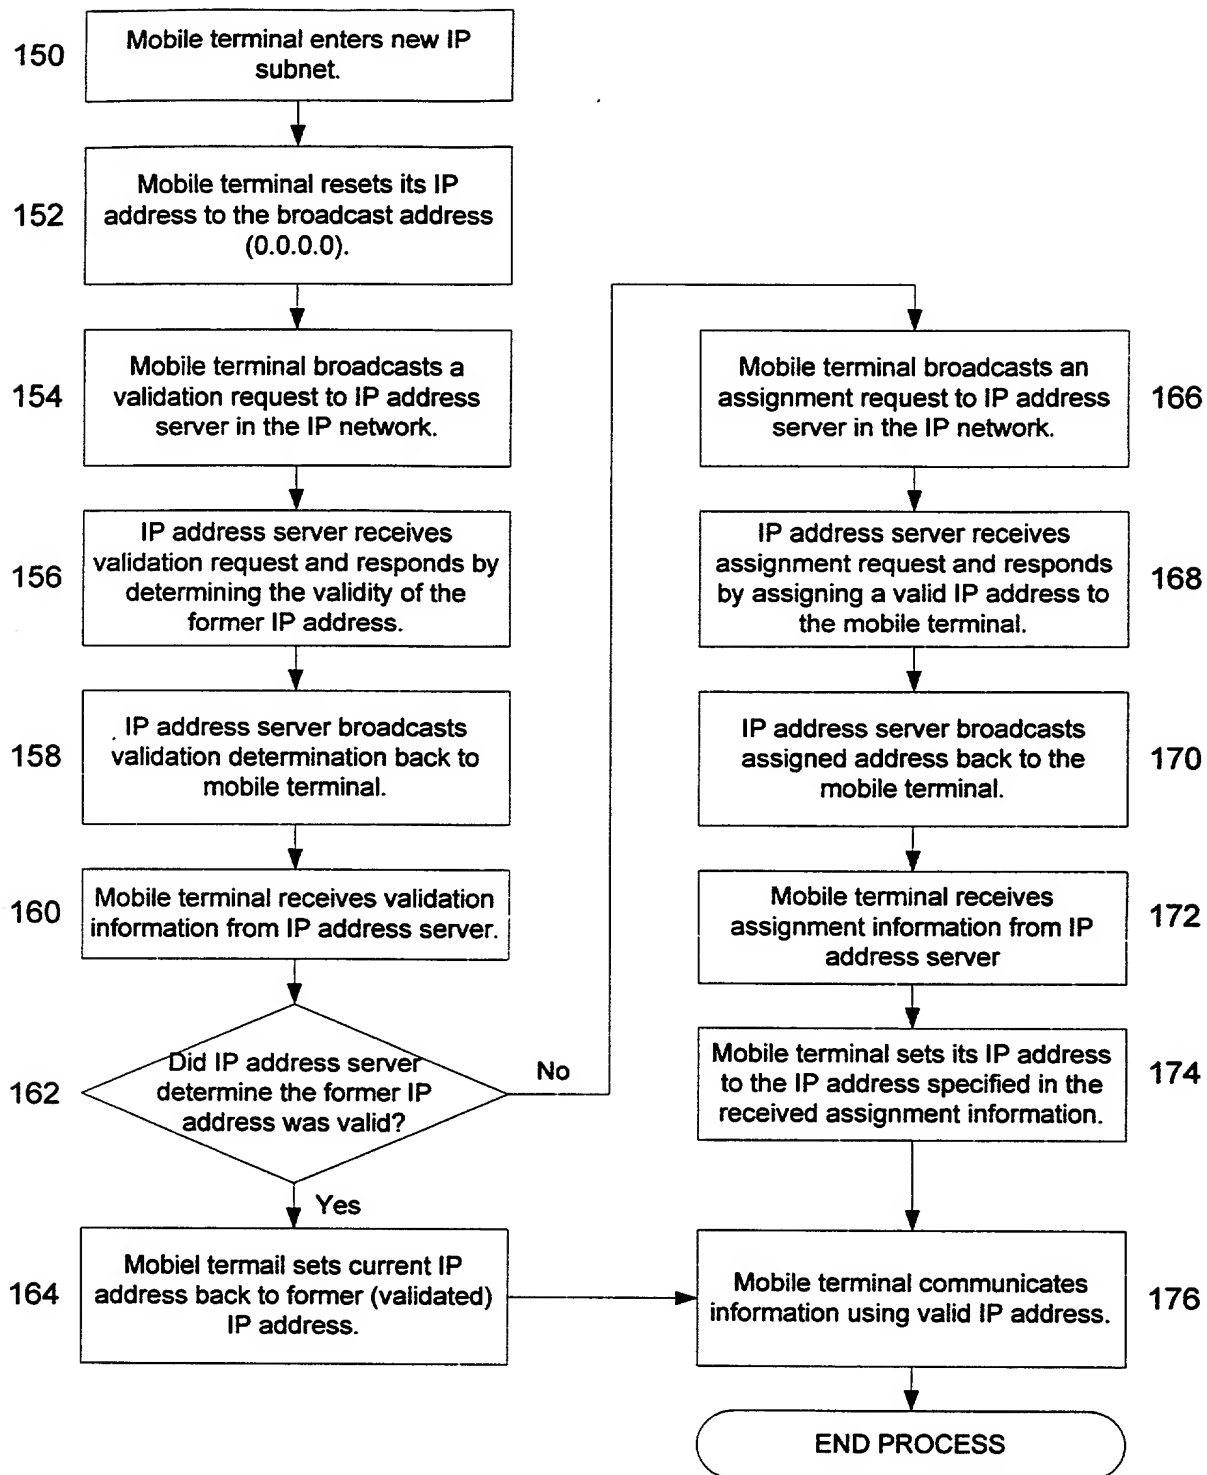 150
Mobile terminal enters new IP
subnet.
152
Mobile terminal resets its IP
address to the broadcast address
(0.0.0.0).
154
Mobile terminal broadcasts a
validation request to IP address
server in the IP network.
156
IP address server receives
validation request and responds by
determining the validity of the
former IP address.
158
IP address server broadcasts
validation determination back to
mobile terminal.
160
Mobile terminal receives validation
information from IP address server.
162
Did IP address server
determine the former IP
address was valid?
No
Yes
164
Mobiel termail sets current IP
address back to former (validated)
IP address.
Mobile terminal broadcasts an
assignment request to IP address
server in the IP network.
166
IP address server receives
assignment request and responds
by assigning a valid IP address to
the mobile terminal.
168
IP address server broadcasts
assigned address back to the
mobile terminal.
170
Mobile terminal receives
assignment information from IP
address server
172
Mobile terminal sets its IP address
to the IP address specified in the
received assignment information.
174
Mobile terminal communicates
information using valid IP address.
176
END PROCESS